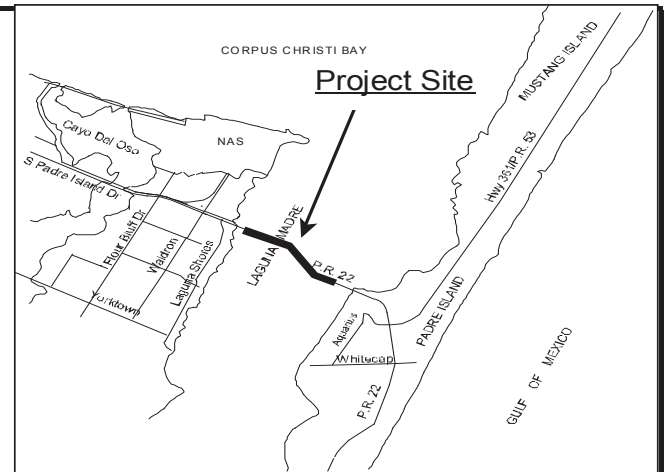 CORPUS CHRISTI BAY
Project Site
MUSTANG ISLAND
Cayo Del Oso
NAS
Hwy 361/P.R. 53
S Padre Island Dr
LAGUNA MADRE
Flour Bluff Dr
Waldron
Laguna Shores
P.R. 22
Yorktown
Aquarius
PADRE ISLAND
Whitecap
P.R. 22
GULF OF MEXICO